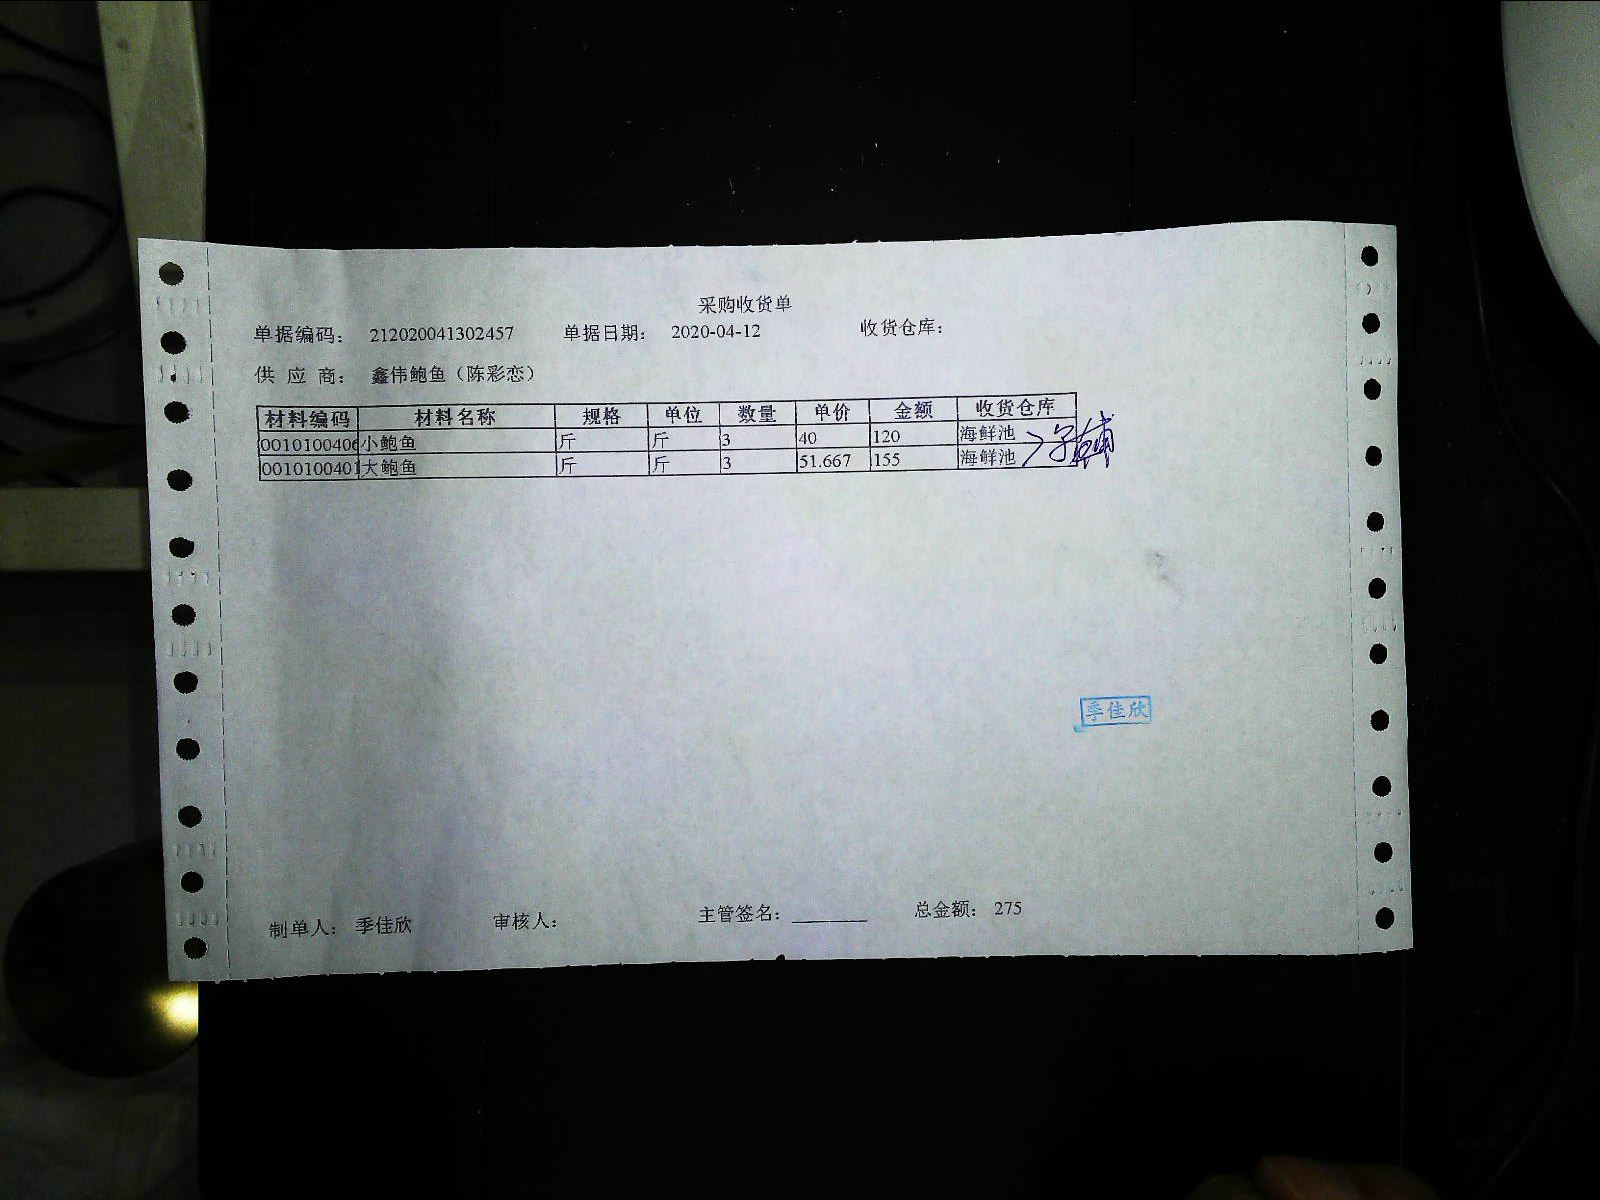 采购收货单
单据编码: 212020041302457 单据日期: 2020-04-12 收货仓库:
供应商: 鑫伟鲍鱼（陈彩恋）
材料编码 材料名称 规格 单位 数量 单价 金额 收货仓库
0010100406 小鲍鱼 斤 斤 3 40 120 海鲜池
0010100401 大鲍鱼 斤 斤 3 51.667 155 海鲜池
季佳欣
制单人: 季佳欣 审核人: 主管签名: ________ 总金额: 275